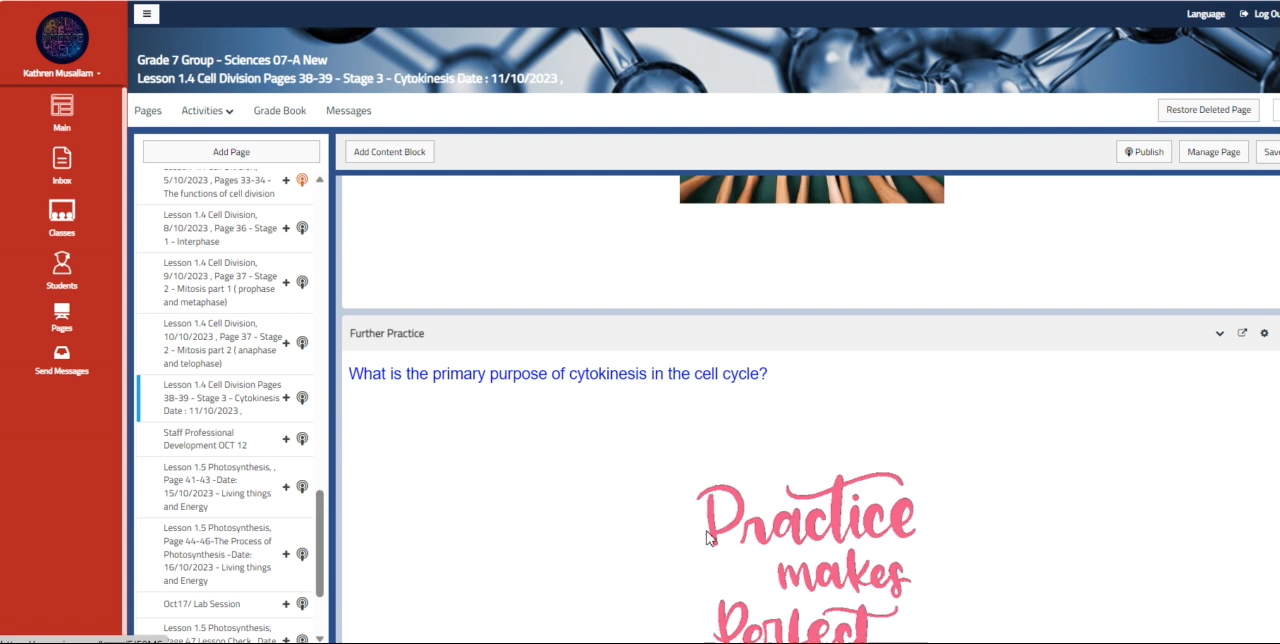 Language
Log Ou
Kathren Musallam
Main
Inbox
Classes
Students
Pages
Send Messages
Grade 7 Group - Sciences 07-A New
Lesson 1.4 Cell Division Pages 38-39 - Stage 3 - Cytokinesis Date : 11/10/2023 ,
Pages
Activities
Grade Book
Messages
Restore Deleted Page
Add Page
5/10/2023 , Pages 33-34 -
The functions of cell division
Lesson 1.4 Cell Division,
8/10/2023 , Page 36 - Stage
1 - Interphase
Lesson 1.4 Cell Division,
9/10/2023 , Page 37 - Stage
2 - Mitosis part 1 ( prophase
and metaphase)
Lesson 1.4 Cell Division,
10/10/2023 , Page 37 - Stage
2 - Mitosis part 2 ( anaphase
and telophase)
Lesson 1.4 Cell Division Pages
38-39 - Stage 3 - Cytokinesis
Date : 11/10/2023 ,
Staff Professional
Development OCT 12
Lesson 1.5 Photosynthesis, ,
Page 41-43 -Date:
15/10/2023 - Living things
and Energy
Lesson 1.5 Photosynthesis,
Page 44-46-The Process of
Photosynthesis -Date:
16/10/2023 - Living things
and Energy
Oct17/ Lab Session
Lesson 1.5 Photosynthesis,
Page 47 Lesson Check Date
Add Content Block
Publish
Manage Page
Save
Further Practice
What is the primary purpose of cytokinesis in the cell cycle?
Practice
makes
Perfect